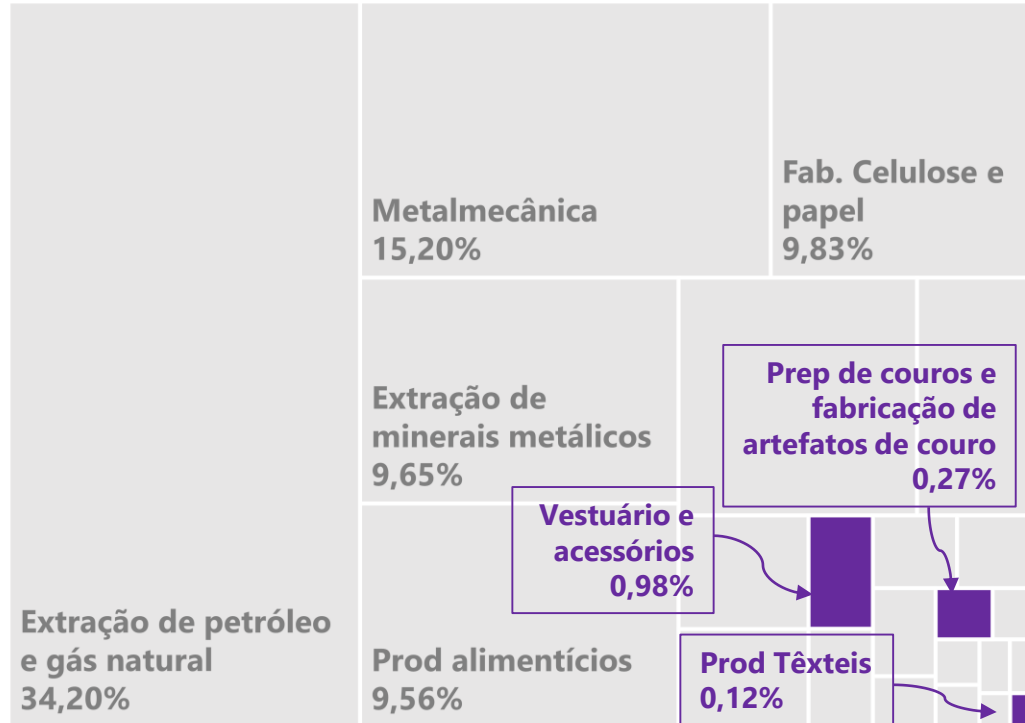 Extração de petróleo
e gás natural
34,20%
Metalmecânica
15,20%
Fab. Celulose e
papel
9,83%
Extração de
minerais metálicos
9,65%
Prod alimentícios
9,56%
Prep de couros e
fabricação de
artefatos de couro
0,27%
Vestuário e
acessórios
0,98%
Prod Têxteis
0,12%